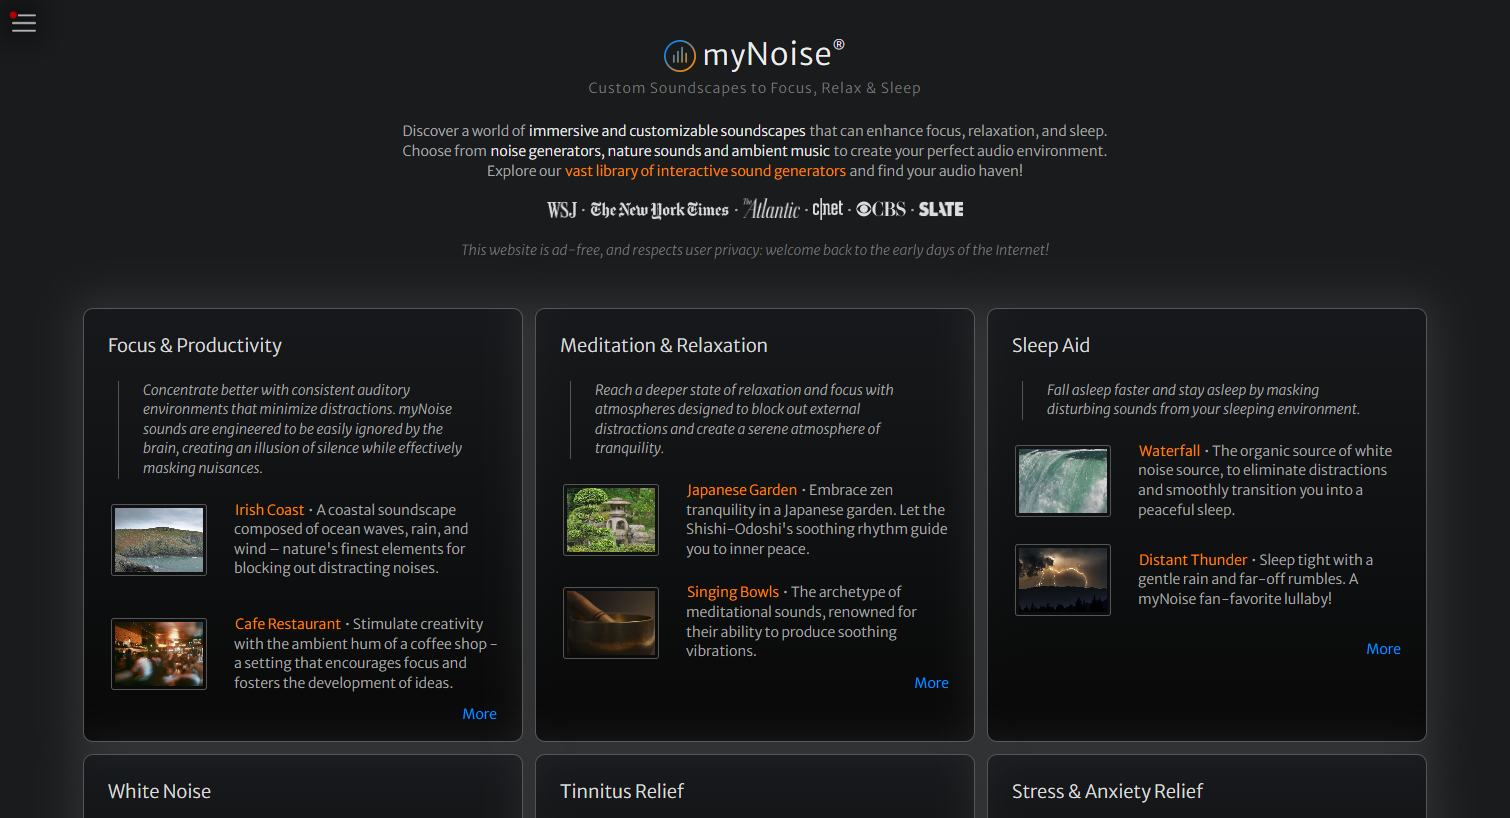 myNoise®
Custom Soundscapes to Focus, Relax & Sleep
Discover a world of immersive and customizable soundscapes that can enhance focus, relaxation, and sleep.
Choose from noise generators, nature sounds and ambient music to create your perfect audio environment.
Explore our vast library of interactive sound generators and find your audio haven!
WSJ · The New York Times · The Atlantic · c|net · CBS · SLATE
This website is ad-free, and respects user privacy: welcome back to the early days of the Internet!
Focus & Productivity
Concentrate better with consistent auditory
environments that minimize distractions. myNoise
sounds are engineered to be easily ignored by the
brain, creating an illusion of silence while effectively
masking nuisances.
Irish Coast · A coastal soundscape
composed of ocean waves, rain, and
wind – nature's finest elements for
blocking out distracting noises.
Cafe Restaurant · Stimulate creativity
with the ambient hum of a coffee shop -
a setting that encourages focus and
fosters the development of ideas.
More
Meditation & Relaxation
Reach a deeper state of relaxation and focus with
atmospheres designed to block out external
distractions and create a serene atmosphere of
tranquility.
Japanese Garden · Embrace zen
tranquility in a Japanese garden. Let the
Shishi-Odoshi's soothing rhythm guide
you to inner peace.
Singing Bowls · The archetype of
meditational sounds, renowned for
their ability to produce soothing
vibrations.
More
Sleep Aid
Fall asleep faster and stay asleep by masking
disturbing sounds from your sleeping environment.
Waterfall · The organic source of white
noise source, to eliminate distractions
and smoothly transition you into a
peaceful sleep.
Distant Thunder · Sleep tight with a
gentle rain and far-off rumbles. A
myNoise fan-favorite lullaby!
More
White Noise
Tinnitus Relief
Stress & Anxiety Relief